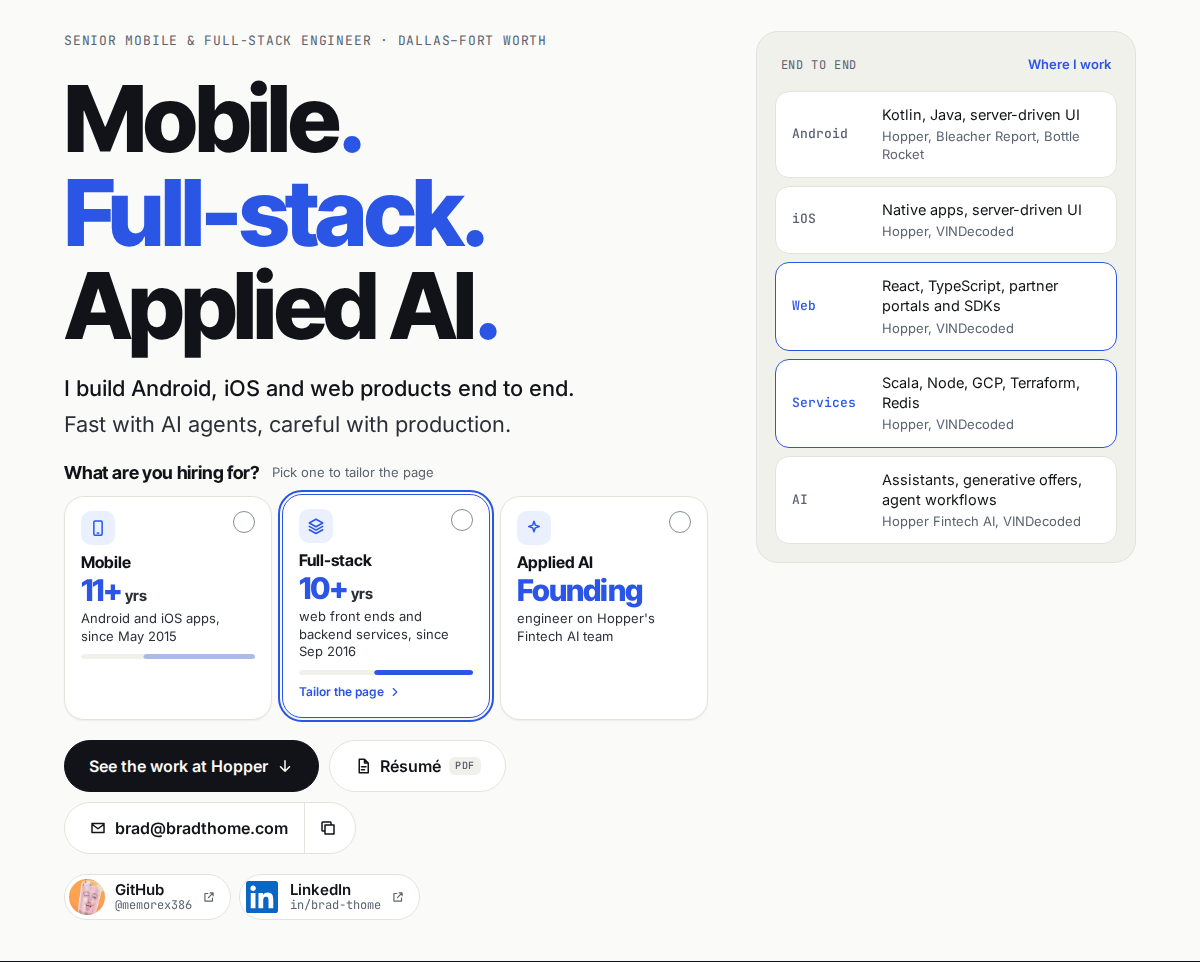 SENIOR MOBILE & FULL-STACK ENGINEER · DALLAS–FORT WORTH
Mobile.
Full-stack.
Applied AI.
I build Android, iOS and web products end to end.
Fast with AI agents, careful with production.
What are you hiring for? Pick one to tailor the page
Mobile
11+ yrs
Android and iOS apps,
since May 2015
Full-stack
10+ yrs
web front ends and
backend services, since
Sep 2016
Tailor the page
Applied AI
Founding
engineer on Hopper's
Fintech AI team
See the work at Hopper
Résumé PDF
brad@bradthome.com
GitHub
@memorex386
LinkedIn
in/brad-thome
END TO END
Where I work
Android
Kotlin, Java, server-driven UI
Hopper, Bleacher Report, Bottle
Rocket
iOS
Native apps, server-driven UI
Hopper, VINDecoded
Web
React, TypeScript, partner
portals and SDKs
Hopper, VINDecoded
Services
Scala, Node, GCP, Terraform,
Redis
Hopper, VINDecoded
AI
Assistants, generative offers,
agent workflows
Hopper Fintech AI, VINDecoded